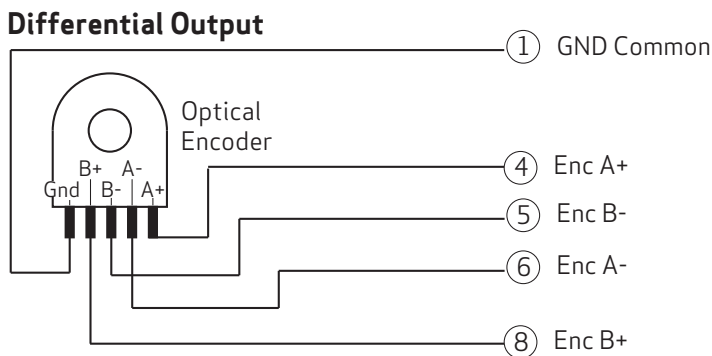 Differential Output
1 GND Common
Optical
Encoder
B+ A-
Gnd B- A+
4 Enc A+
5 Enc B-
6 Enc A-
8 Enc B+